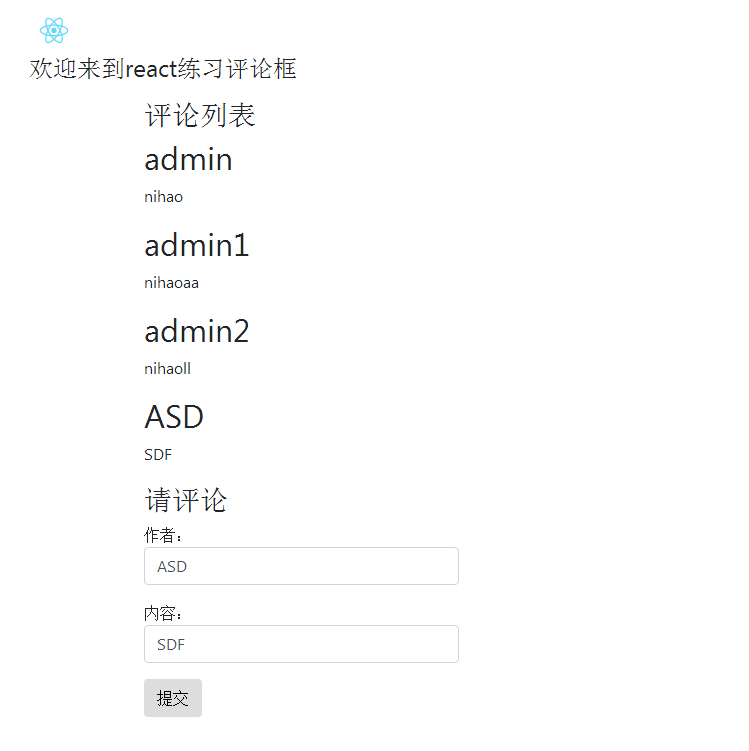 欢迎来到react练习评论框
评论列表
admin
nihao
admin1
nihaoaa
admin2
nihaoll
ASD
SDF
请评论
作者：
ASD
内容：
SDF
提交